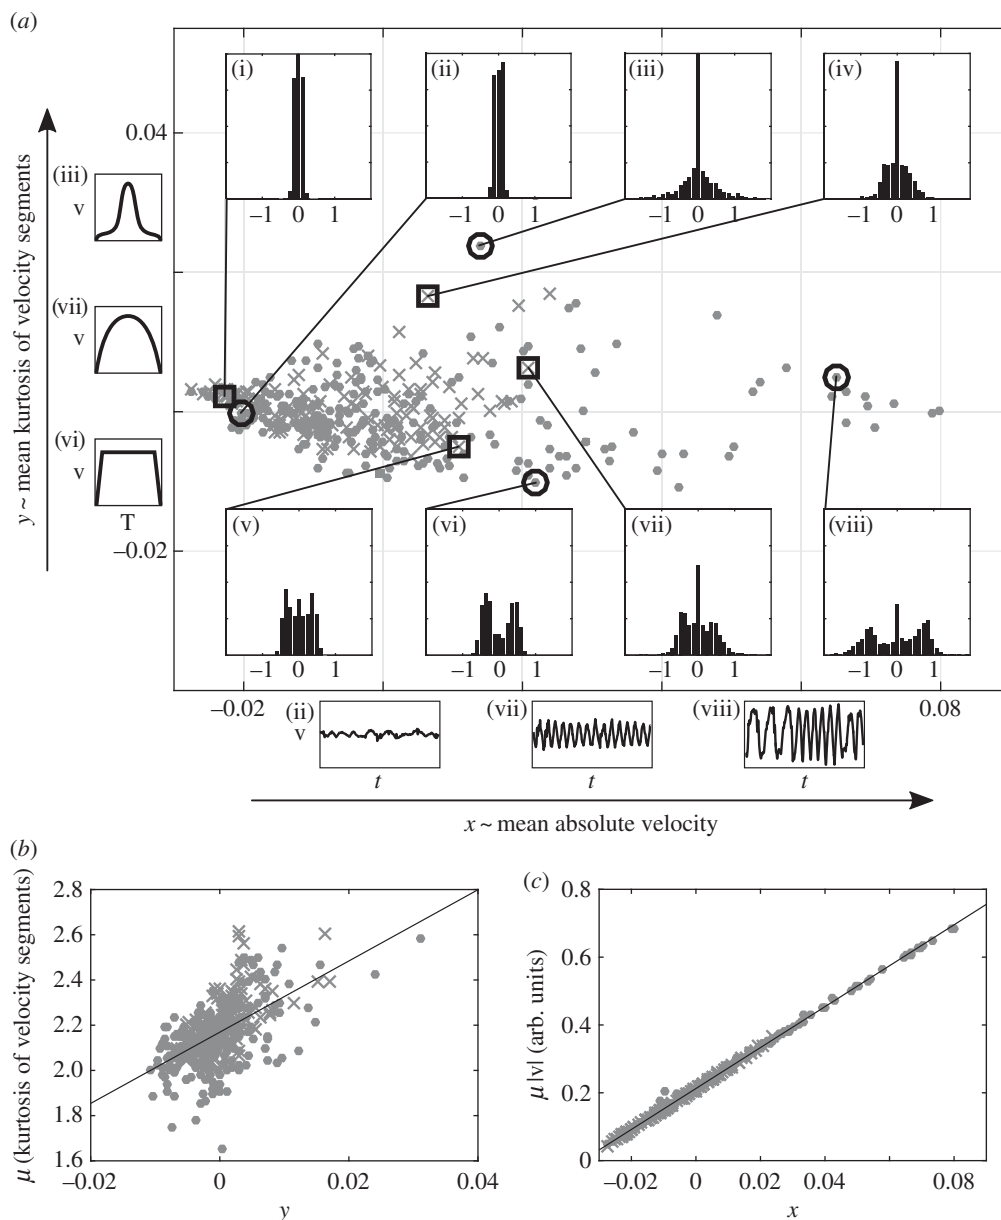 (a)
(i) (ii) (iii) (iv)
0.04
−1 0 1 −1 0 1 −1 0 1 −1 0 1
y ~ mean kurtosis of velocity segments
(iii)
v
(vii)
v
(vi)
v
T
−0.02
(v) (vi) (vii) (viii)
−1 0 1 −1 0 1 −1 0 1 −1 0 1
−0.02 0.08
(ii)
v
t
(vii)
t
(viii)
t
x ~ mean absolute velocity
(b)
μ (kurtosis of velocity segments)
2.8
2.6
2.4
2.2
2.0
1.8
1.6
−0.02 0 0.02 0.04
y
(c)
μ|v| (arb. units)
0.8
0.6
0.4
0.2
0
−0.02 0 0.02 0.04 0.06 0.08
x